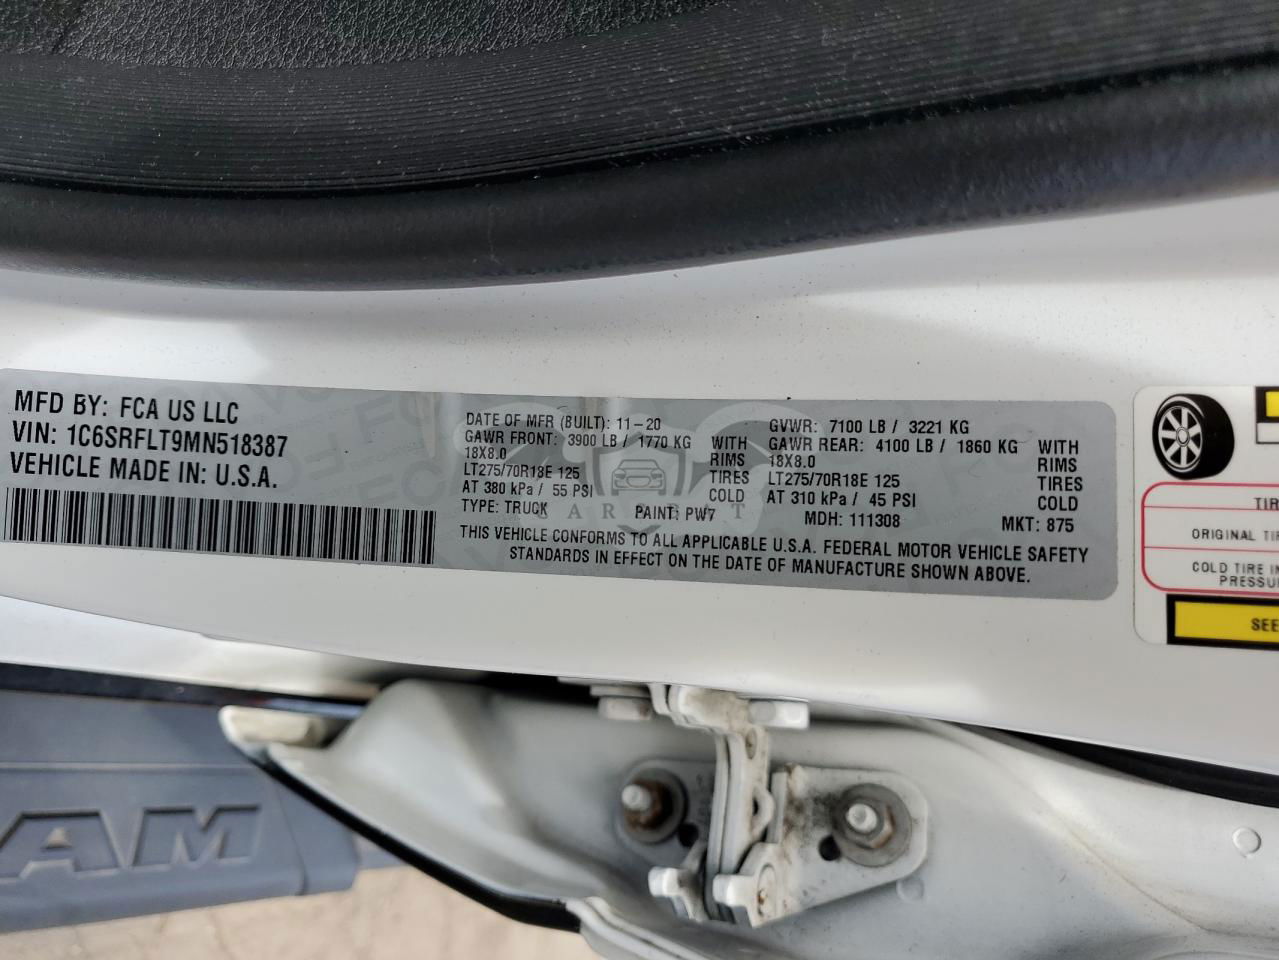 MFD BY: FCA US LLC
VIN: 1C6SRFLT9MN518387
VEHICLE MADE IN: U.S.A.
DATE OF MFR (BUILT): 11-20
GAWR FRONT: 3900 LB / 1770 KG WITH
18X8.0 RIMS
LT275/70R18E 125 TIRES
AT 380 kPa / 55 PSI COLD
TYPE: TRUCK PAINT: PW7
GVWR: 7100 LB / 3221 KG
GAWR REAR: 4100 LB / 1860 KG WITH
18X8.0 RIMS
LT275/70R18E 125 TIRES
AT 310 kPa / 45 PSI COLD
MDH: 111308 MKT: 875
THIS VEHICLE CONFORMS TO ALL APPLICABLE U.S.A. FEDERAL MOTOR VEHICLE SAFETY
STANDARDS IN EFFECT ON THE DATE OF MANUFACTURE SHOWN ABOVE.
TIR
ORIGINAL TIR
COLD TIRE IN
PRESSU
SEE
AM